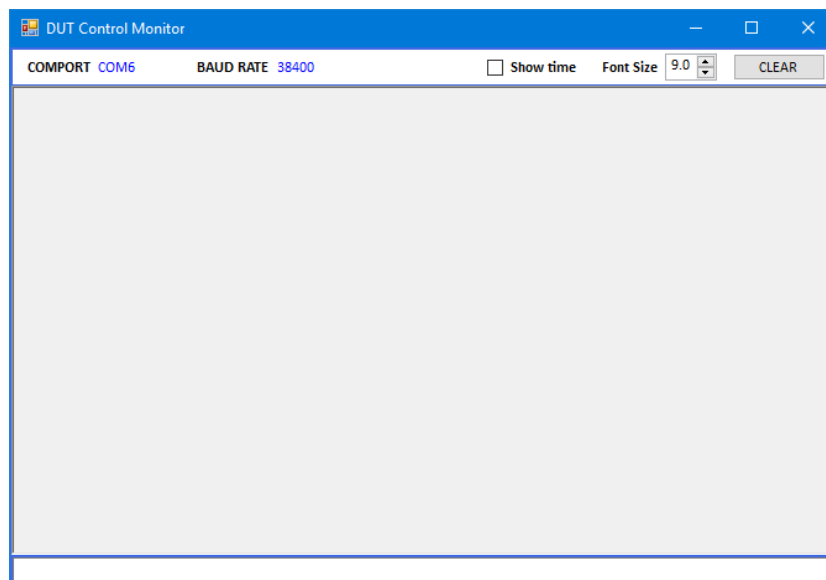 DUT Control Monitor
COMPORT COM6 BAUD RATE 38400 Show time Font Size 9.0 CLEAR